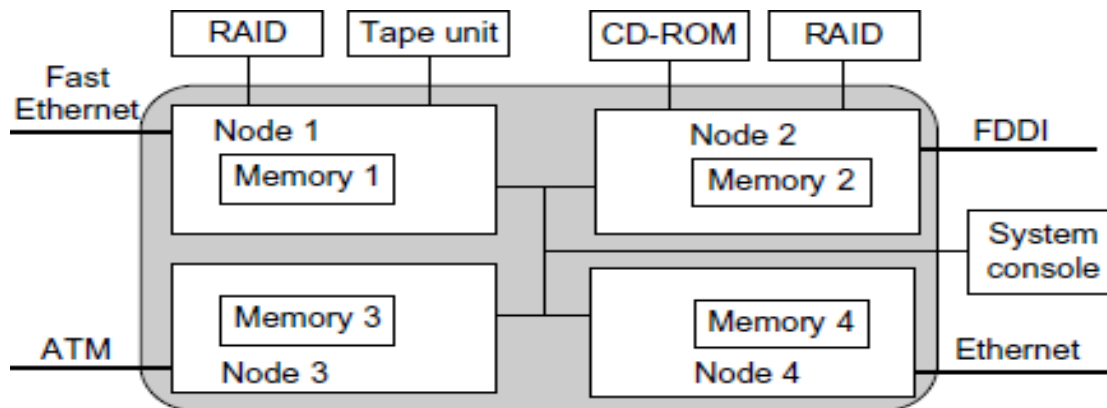 RAID
Tape unit
CD-ROM
RAID
Fast
Ethernet
Node 1
Memory 1
Node 2
Memory 2
FDDI
System
console
Memory 3
Node 3
ATM
Memory 4
Node 4
Ethernet